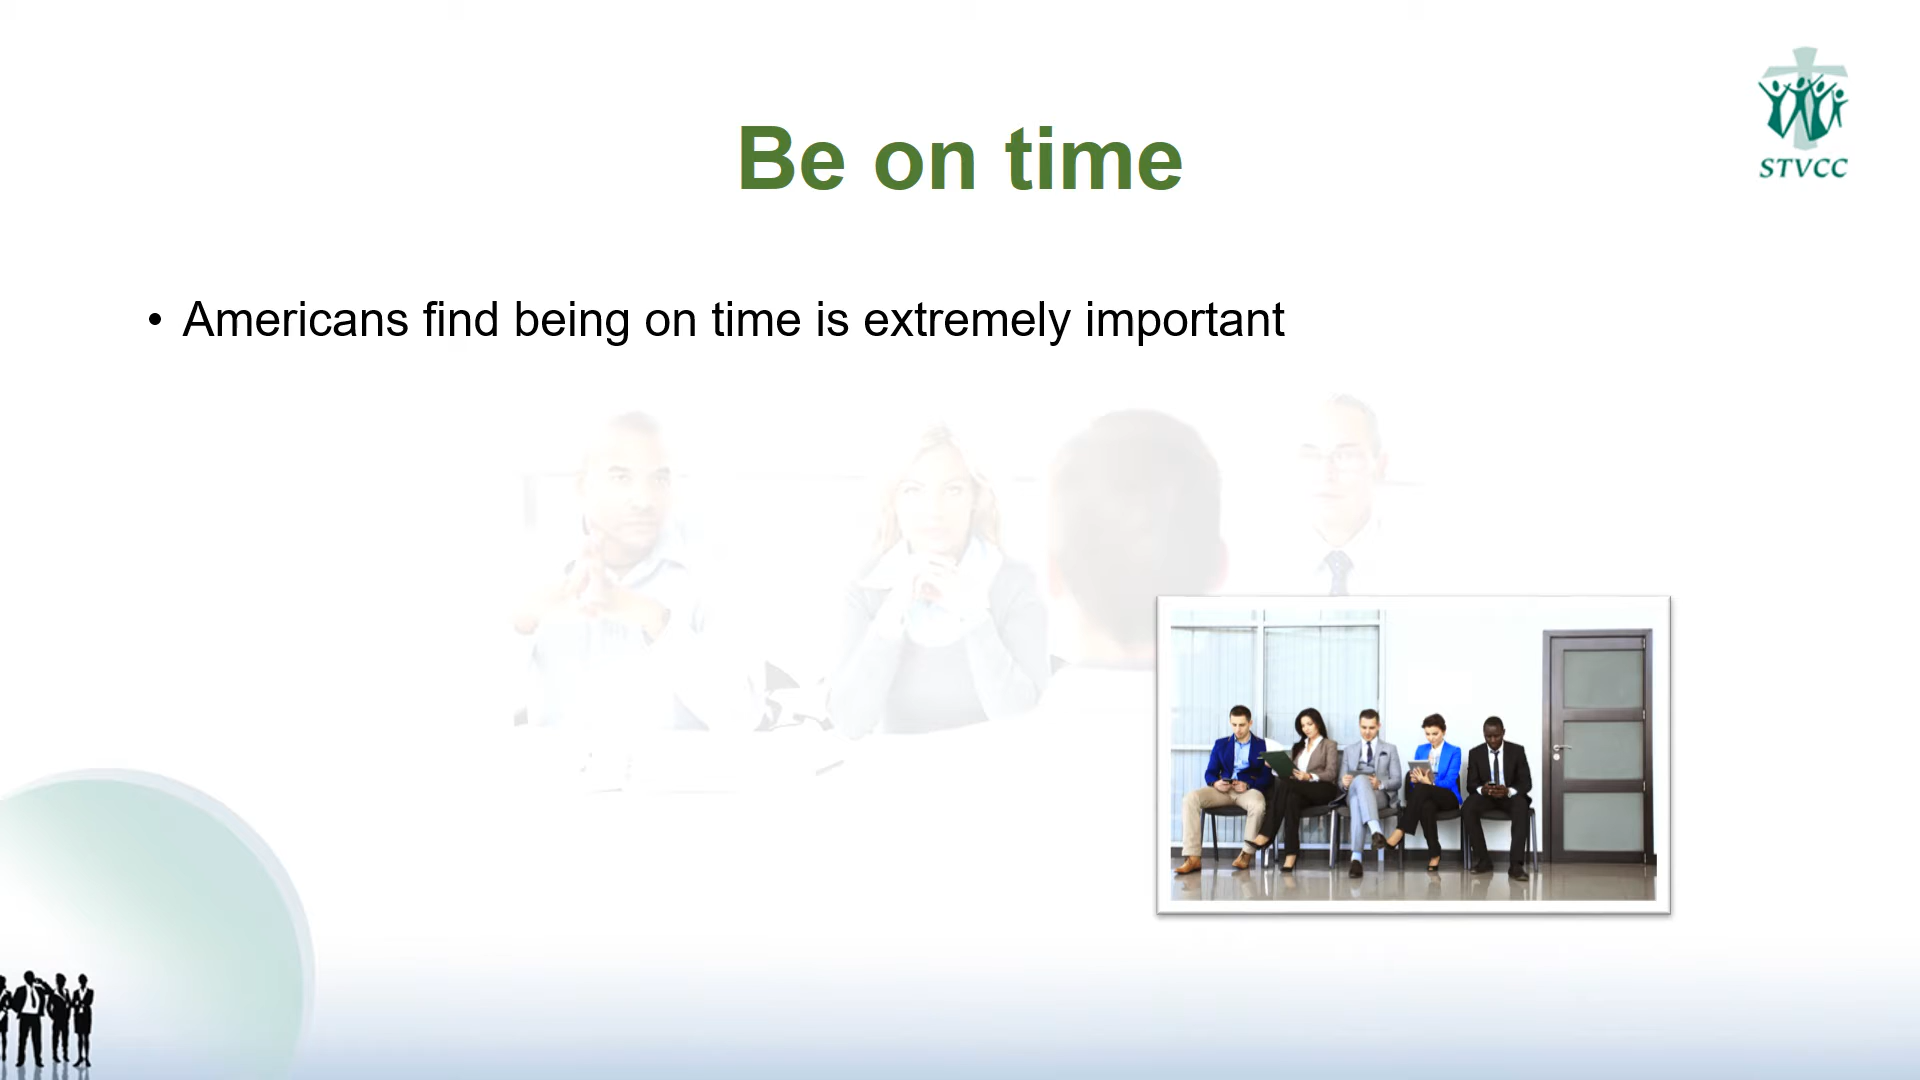 STVCC
Be on time
• Americans find being on time is extremely important